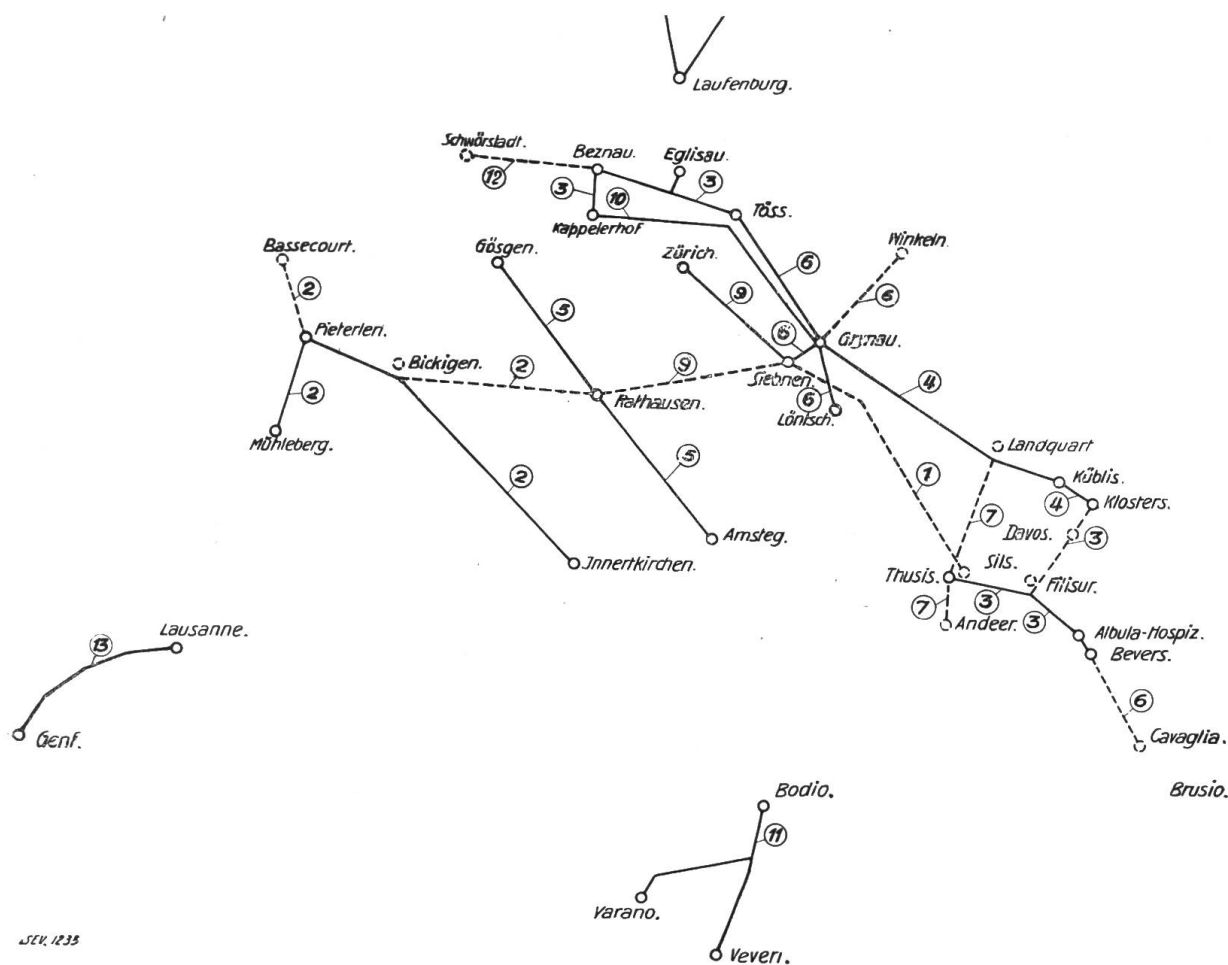 Laufenburg.
Schwörstadt.
Beznau.
Eglisau.
12
3
10
3
Töss.
Kappelerhof
Bassecourt.
Gösgen.
Zürich.
Winkeln.
2
5
9
6
6
Pieterlen.
6
Grynau.
Bickigen.
2
9
Siebnen.
4
2
Rathausen.
6
Löntsch.
Mühleberg.
5
Landquart
2
1
Küblis.
4
Klosters.
7
Davos.
3
Amsteg.
Sils.
Innertkirchen.
Thusis.
Filisur.
7
3
3
Andeer.
Albula-Hospiz.
Bevers.
Lausanne.
13
6
Genf.
Cavaglia.
Brusio.
Bodio.
11
Varano.
Veveri.
SEV. 1233